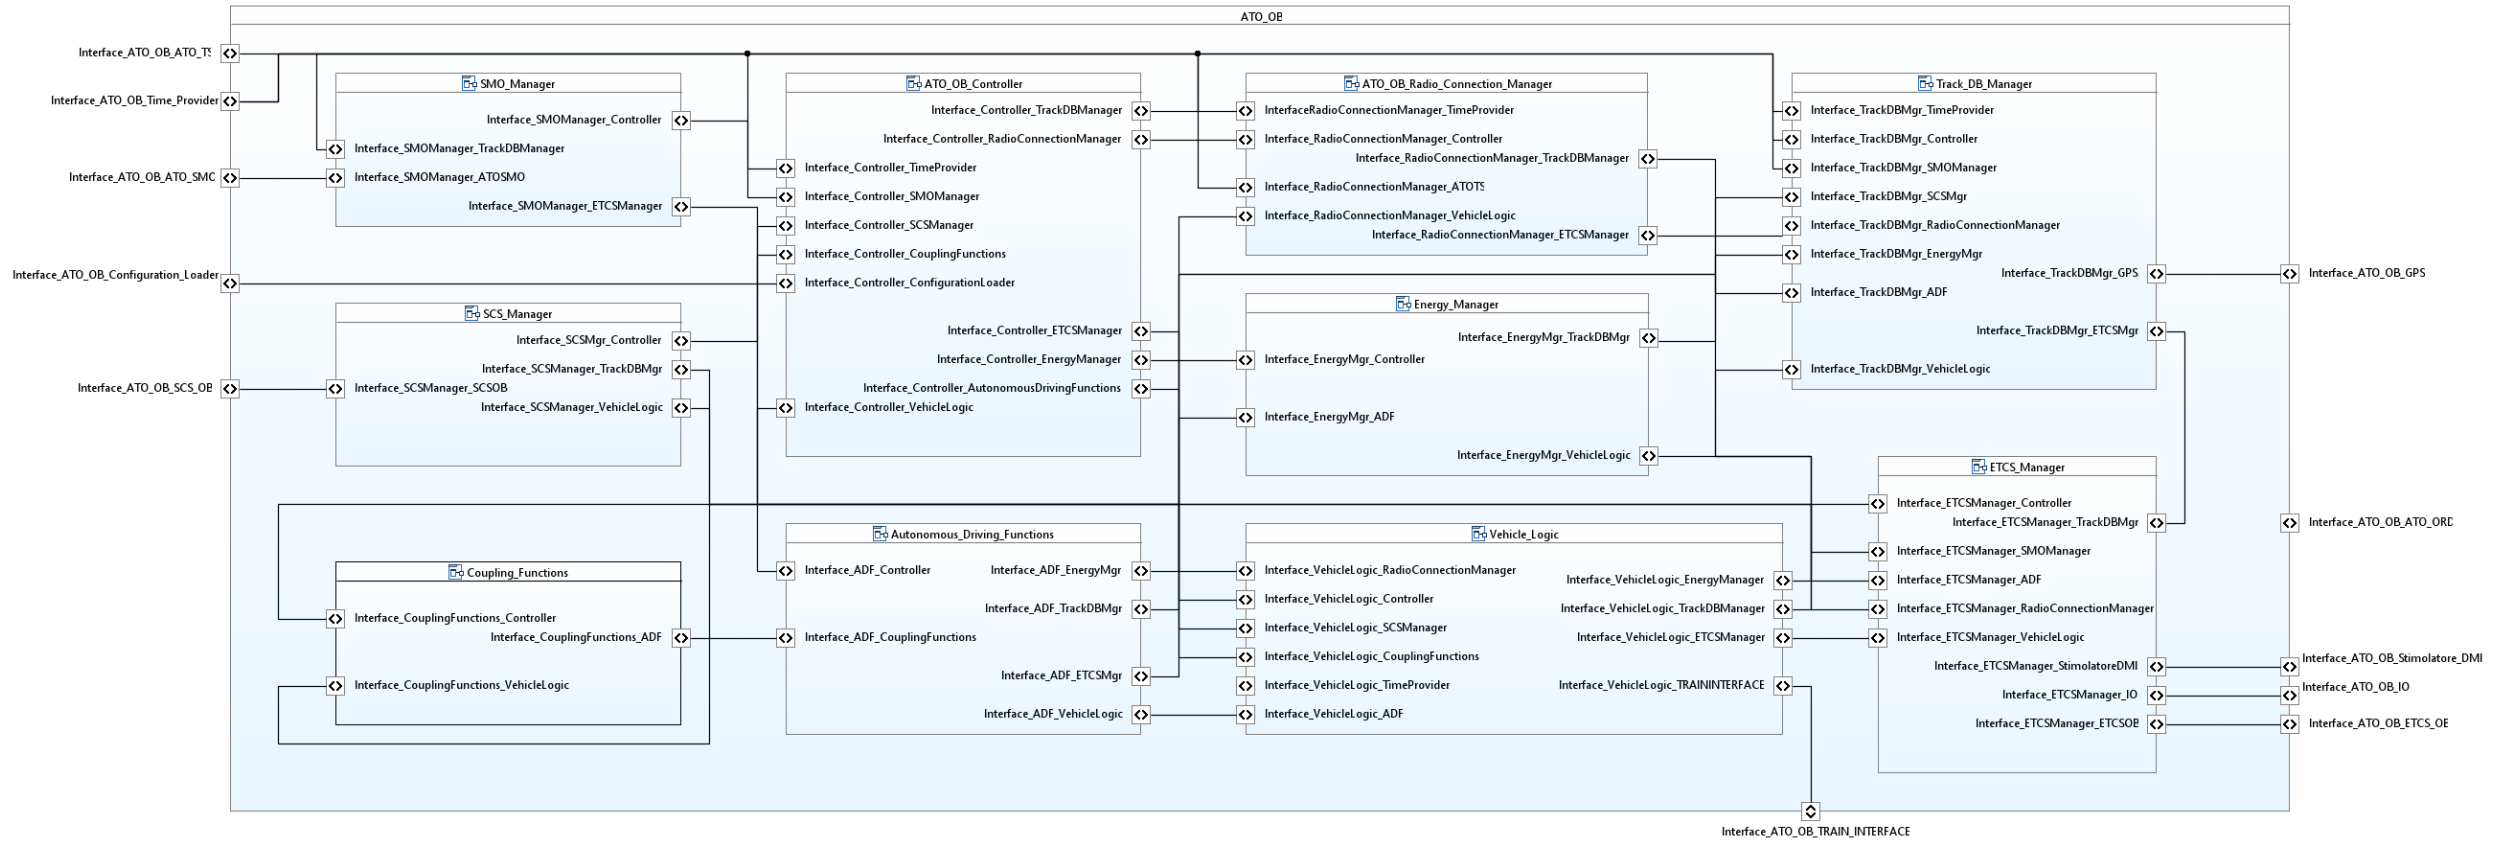 ATO_OB
Interface_ATO_OB_ATO_TS
Interface_ATO_OB_Time_Provider
Interface_ATO_OB_ATO_SMO
Interface_ATO_OB_Configuration_Loader
Interface_ATO_OB_SCS_OB
SMO_Manager
Interface_SMOManager_Controller
Interface_SMOManager_TrackDBManager
Interface_SMOManager_ATOSMO
Interface_SMOManager_ETCSManager
SCS_Manager
Interface_SCSMgr_Controller
Interface_SCSManager_TrackDBMgr
Interface_SCSManager_SCSOB
Interface_SCSManager_VehicleLogic
Coupling_Functions
Interface_CouplingFunctions_Controller
Interface_CouplingFunctions_ADF
Interface_CouplingFunctions_VehicleLogic
ATO_OB_Controller
Interface_Controller_TrackDBManager
Interface_Controller_RadioConnectionManager
Interface_Controller_TimeProvider
Interface_Controller_SMOManager
Interface_Controller_SCSManager
Interface_Controller_CouplingFunctions
Interface_Controller_ConfigurationLoader
Interface_Controller_ETCSManager
Interface_Controller_EnergyManager
Interface_Controller_AutonomousDrivingFunctions
Interface_Controller_VehicleLogic
Autonomous_Driving_Functions
Interface_ADF_Controller
Interface_ADF_EnergyMgr
Interface_ADF_TrackDBMgr
Interface_ADF_CouplingFunctions
Interface_ADF_ETCSMgr
Interface_ADF_VehicleLogic
ATO_OB_Radio_Connection_Manager
InterfaceRadioConnectionManager_TimeProvider
Interface_RadioConnectionManager_Controller
Interface_RadioConnectionManager_TrackDBManager
Interface_RadioConnectionManager_ATOTS
Interface_RadioConnectionManager_VehicleLogic
Interface_RadioConnectionManager_ETCSManager
Energy_Manager
Interface_EnergyMgr_TrackDBMgr
Interface_EnergyMgr_Controller
Interface_EnergyMgr_ADF
Interface_EnergyMgr_VehicleLogic
Vehicle_Logic
Interface_VehicleLogic_RadioConnectionManager
Interface_VehicleLogic_EnergyManager
Interface_VehicleLogic_Controller
Interface_VehicleLogic_TrackDBManager
Interface_VehicleLogic_SCSManager
Interface_VehicleLogic_ETCSManager
Interface_VehicleLogic_CouplingFunctions
Interface_VehicleLogic_TimeProvider
Interface_VehicleLogic_TRAININTERFACE
Interface_VehicleLogic_ADF
Track_DB_Manager
Interface_TrackDBMgr_TimeProvider
Interface_TrackDBMgr_Controller
Interface_TrackDBMgr_SMOManager
Interface_TrackDBMgr_SCSMgr
Interface_TrackDBMgr_RadioConnectionManager
Interface_TrackDBMgr_EnergyMgr
Interface_TrackDBMgr_GPS
Interface_TrackDBMgr_ADF
Interface_TrackDBMgr_ETCSMgr
Interface_TrackDBMgr_VehicleLogic
ETCS_Manager
Interface_ETCSManager_Controller
Interface_ETCSManager_TrackDBMgr
Interface_ETCSManager_SMOManager
Interface_ETCSManager_ADF
Interface_ETCSManager_RadioConnectionManager
Interface_ETCSManager_VehicleLogic
Interface_ETCSManager_StimolatoreDMI
Interface_ETCSManager_IO
Interface_ETCSManager_ETCSOB
Interface_ATO_OB_GPS
Interface_ATO_OB_ATO_ORD
Interface_ATO_OB_Stimolatore_DMI
Interface_ATO_OB_IO
Interface_ATO_OB_ETCS_OB
Interface_ATO_OB_TRAIN_INTERFACE